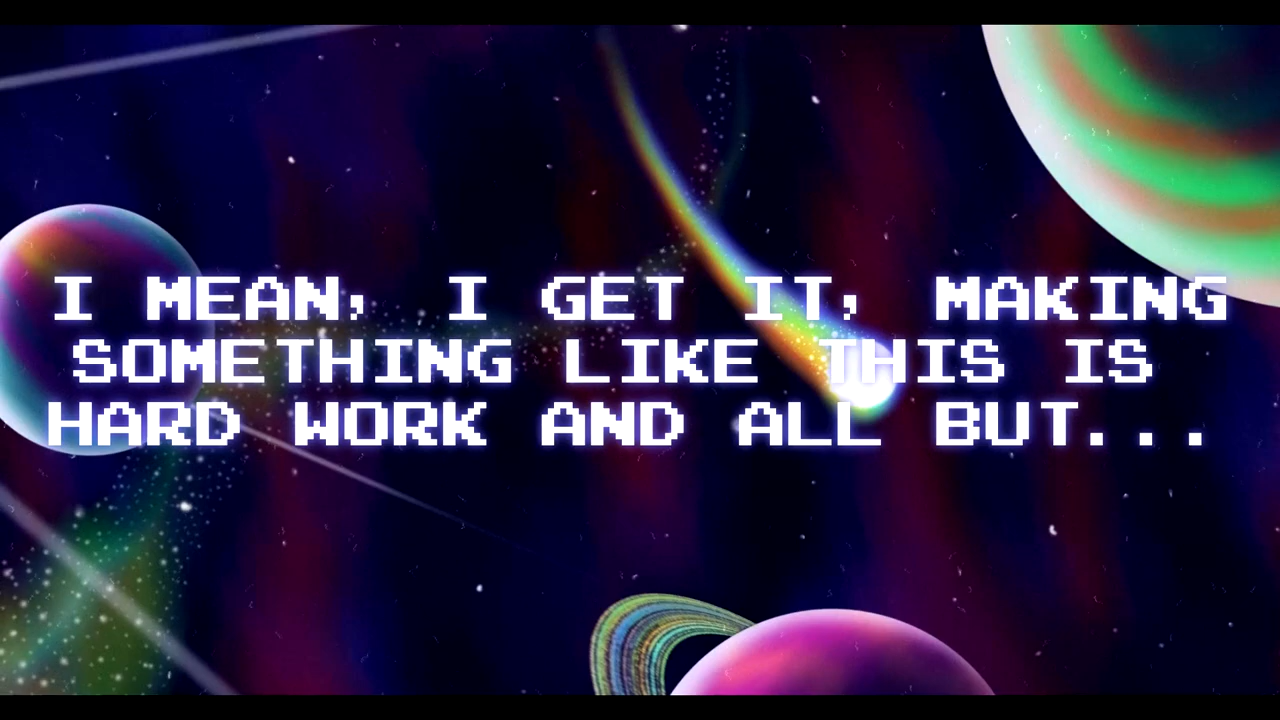 I MEAN, I GET IT, MAKING
SOMETHING LIKE THIS IS
HARD WORK AND ALL BUT...